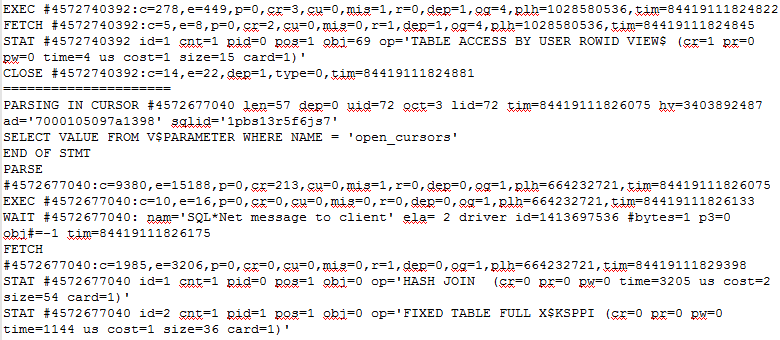 EXEC #4572740392:c=278,e=449,p=0,cr=3,cu=0,mis=1,r=0,dep=1,og=4,plh=1028580536,tim=84419111824822
FETCH #4572740392:c=5,e=8,p=0,cr=2,cu=0,mis=0,r=1,dep=1,og=4,plh=1028580536,tim=84419111824845
STAT #4572740392 id=1 cnt=1 pid=0 pos=1 obj=69 op='TABLE ACCESS BY USER ROWID VIEW$ (cr=1 pr=0
pw=0 time=4 us cost=1 size=15 card=1)'
CLOSE #4572740392:c=14,e=22,dep=1,type=0,tim=84419111824881
=====================
PARSING IN CURSOR #4572677040 len=57 dep=0 uid=72 oct=3 lid=72 tim=84419111826075 hv=3403892487
ad='7000105097a1398' sqlid='1pbs13r5f6js7'
SELECT VALUE FROM V$PARAMETER WHERE NAME = 'open_cursors'
END OF STMT
PARSE
#4572677040:c=9380,e=15188,p=0,cr=213,cu=0,mis=1,r=0,dep=0,og=1,plh=664232721,tim=84419111826075
EXEC #4572677040:c=10,e=16,p=0,cr=0,cu=0,mis=0,r=0,dep=0,og=1,plh=664232721,tim=84419111826133
WAIT #4572677040: nam='SQL*Net message to client' ela= 2 driver id=1413697536 #bytes=1 p3=0
obj#=-1 tim=84419111826175
FETCH
#4572677040:c=1985,e=3206,p=0,cr=0,cu=0,mis=0,r=1,dep=0,og=1,plh=664232721,tim=84419111829398
STAT #4572677040 id=1 cnt=1 pid=0 pos=1 obj=0 op='HASH JOIN  (cr=0 pr=0 pw=0 time=3205 us cost=2
size=54 card=1)'
STAT #4572677040 id=2 cnt=1 pid=1 pos=1 obj=0 op='FIXED TABLE FULL X$KSPPI (cr=0 pr=0 pw=0
time=1144 us cost=1 size=36 card=1)'